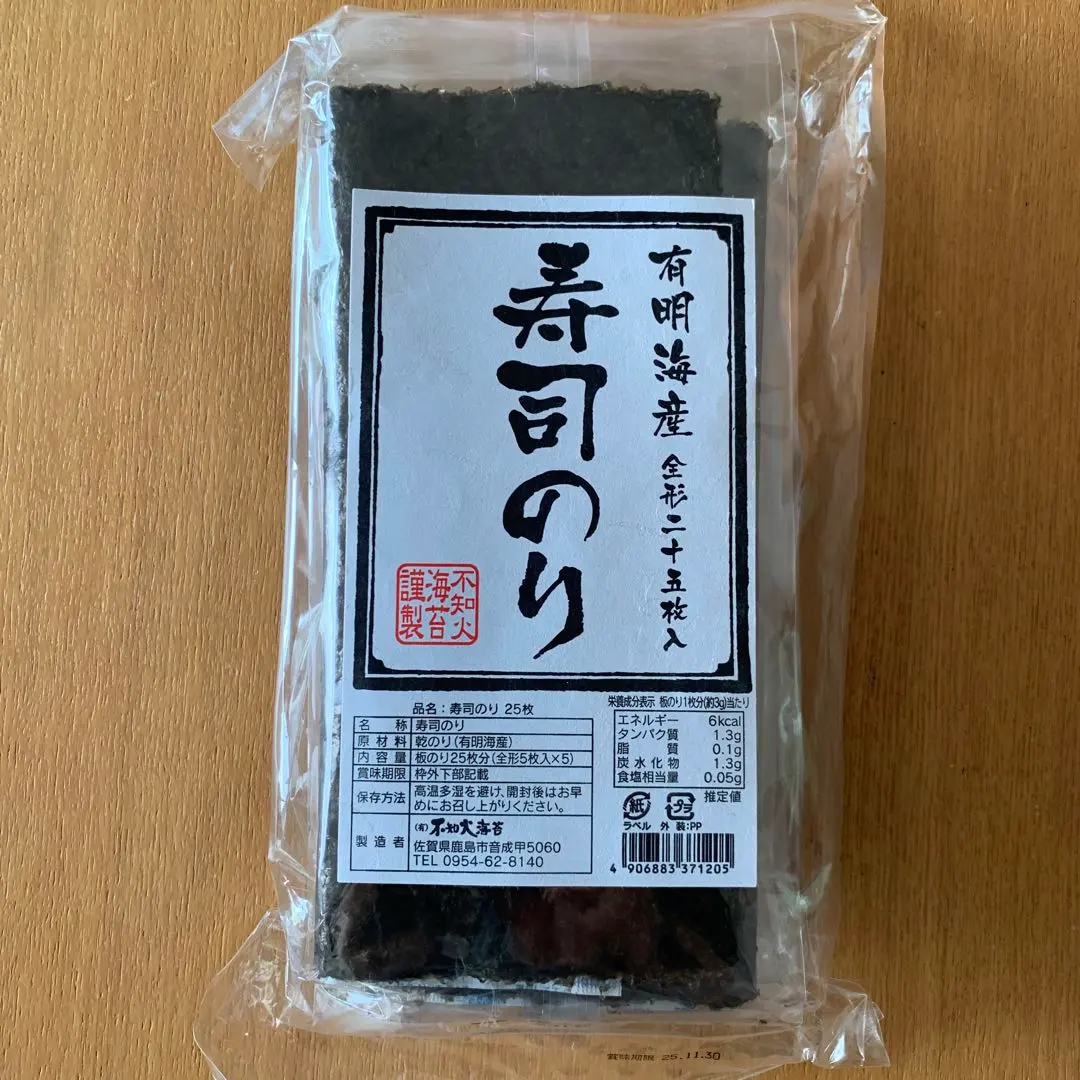 有明海産 全形二十五枚入
寿司のり
不知火
海苔
謹製
品名：寿司のり 25枚
名称 寿司のり
原材料 乾のり（有明海産）
内容量 板のり25枚分（全形5枚入×5）
賞味期限 枠外下部記載
保存方法 高温多湿を避け、開封後はお早
めにお召し上がりください。
製造者 (有)不知火海苔
佐賀県鹿島市音成甲5060
TEL 0954-62-8140
栄養成分表示 板のり1枚分(約3g)当たり
エネルギー 6kcal
タンパク質 1.3g
脂質 0.1g
炭水化物 1.3g
食塩相当量 0.05g
推定値
紙 プラ
ラベル 外装:PP
4 906883 371205
賞味期限 25.11.30